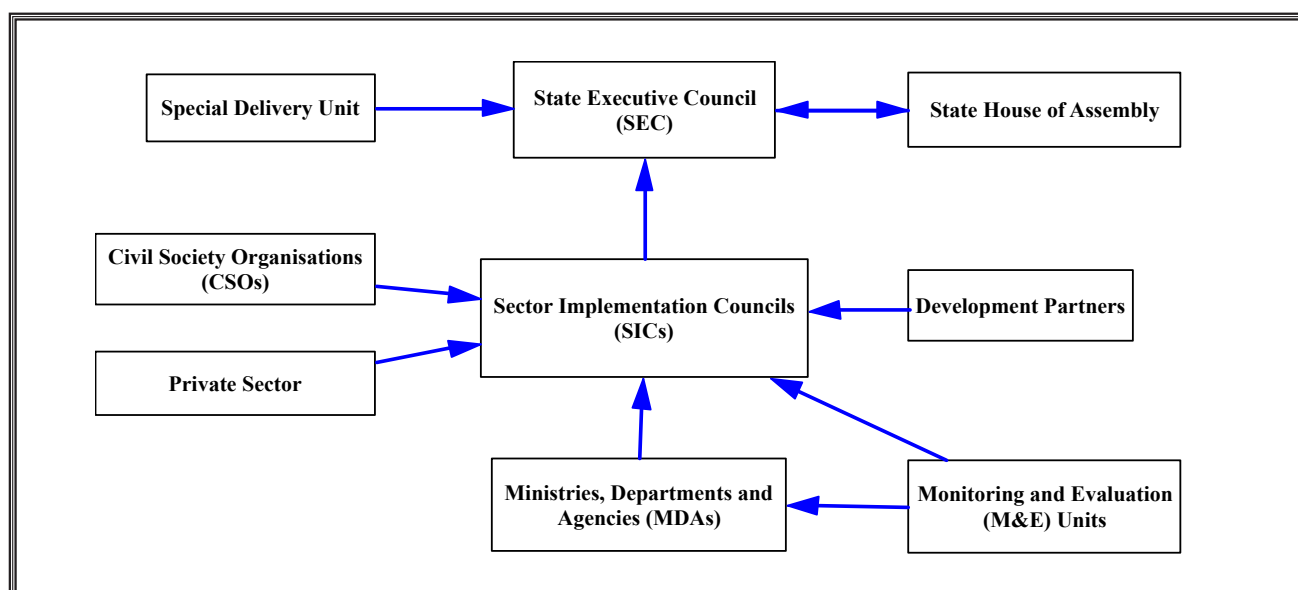 Special Delivery Unit
State Executive Council
(SEC)
State House of Assembly
Civil Society Organisations
(CSOs)
Sector Implementation Councils
(SICs)
Development Partners
Private Sector
Ministries, Departments and
Agencies (MDAs)
Monitoring and Evaluation
(M&E) Units